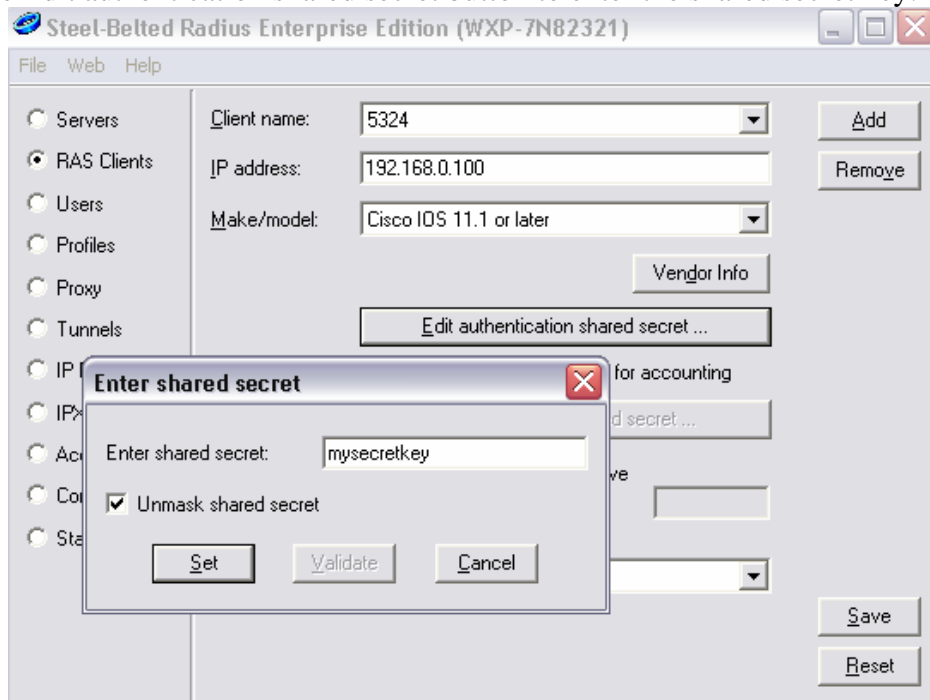 Steel-Belted Radius Enterprise Edition (WXP-7N82321)
File Web Help
Servers
RAS Clients
Users
Profiles
Proxy
Tunnels
Client name: 5324
IP address: 192.168.0.100
Make/model: Cisco IOS 11.1 or later
Vendor Info
Edit authentication shared secret ...
for accounting
d secret ...
Add
Remove
Enter shared secret
Enter shared secret: mysecretkey
Unmask shared secret
Set Validate Cancel
Save
Reset